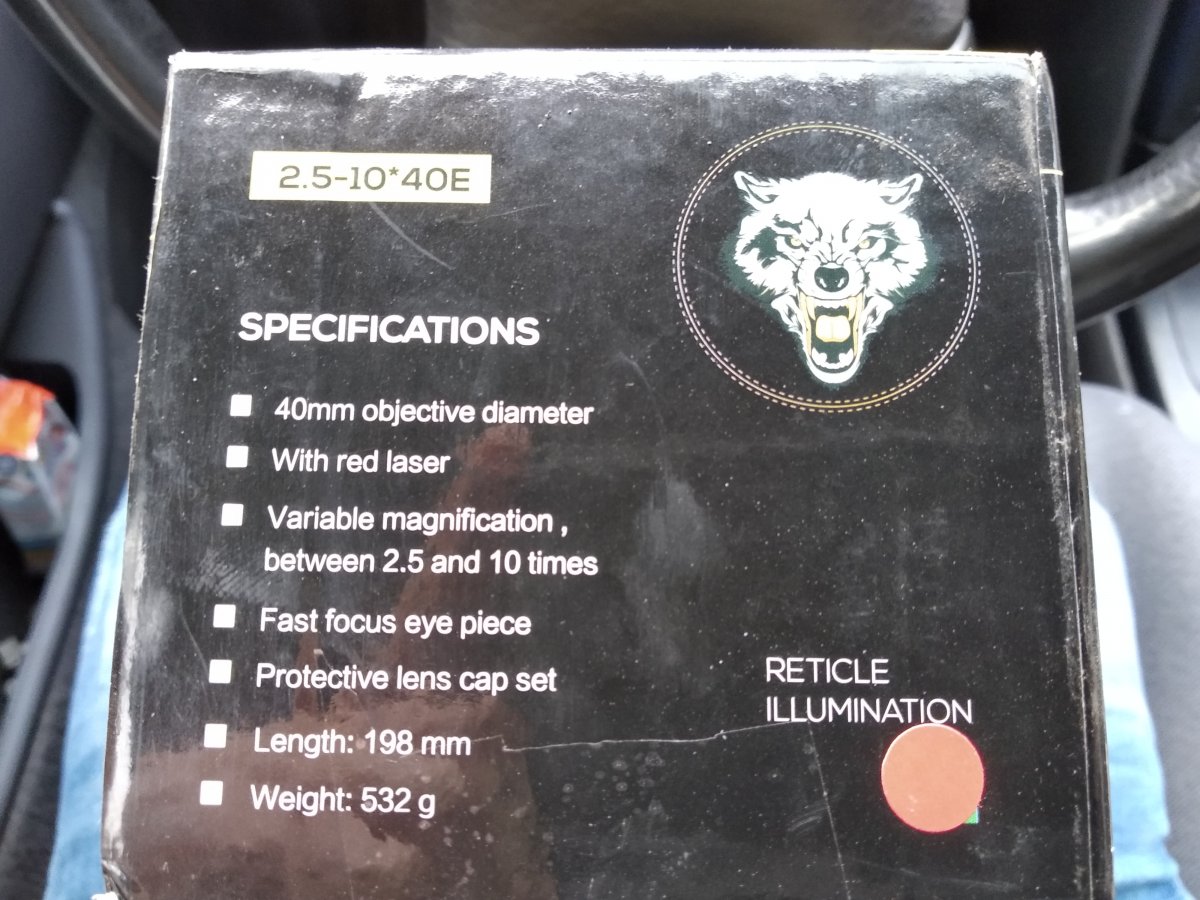 2.5-10*40E
SPECIFICATIONS
40mm objective diameter
With red laser
Variable magnification ,
between 2.5 and 10 times
Fast focus eye piece
Protective lens cap set
Length: 198 mm
Weight: 532 g
RETICLE
ILLUMINATION